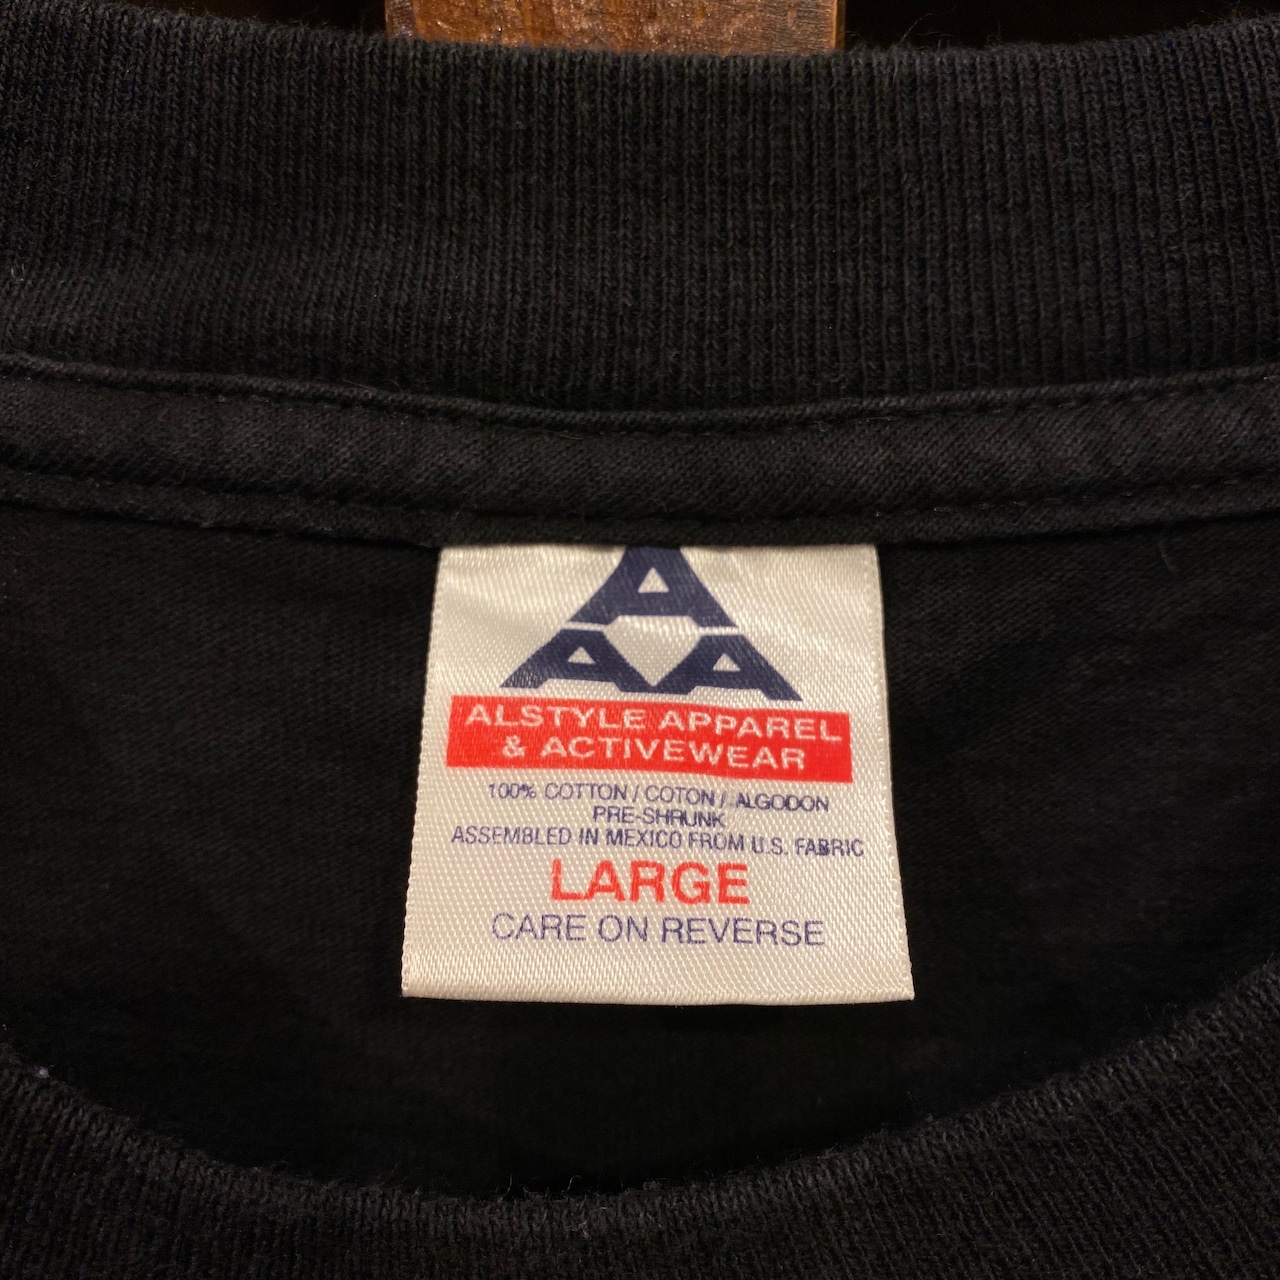 A
A A
ALSTYLE APPAREL
& ACTIVEWEAR
100% COTTON / COTON / ALGODON
PRE-SHRUNK
ASSEMBLED IN MEXICO FROM U.S. FABRIC
LARGE
CARE ON REVERSE